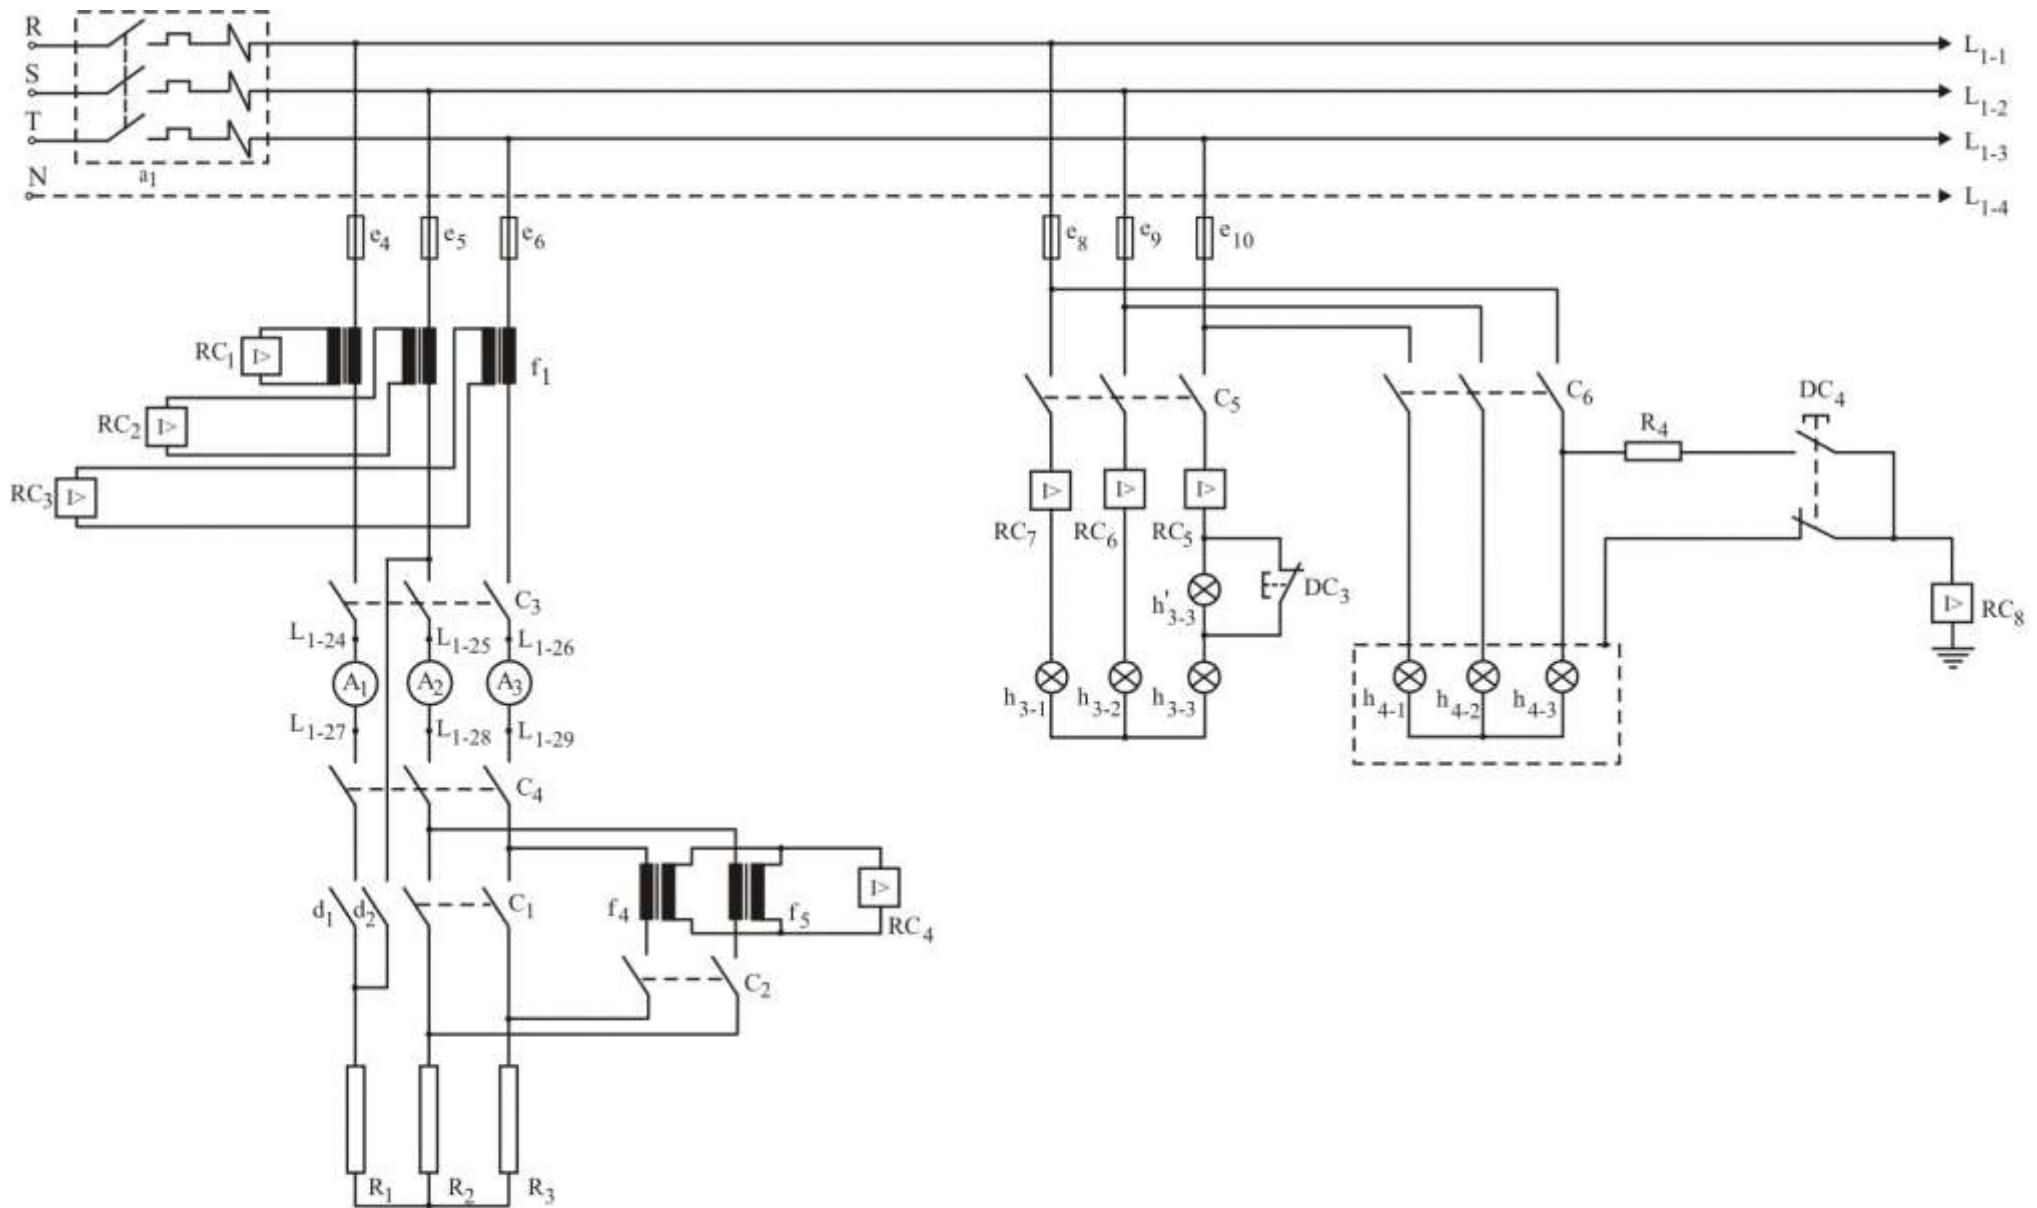 R
L1-1
S
L1-2
T
L1-3
a1
N
L1-4
e4 e5 e6
e8 e9 e10
RC1 I>
f1
RC2 I>
RC3 I>
C5
C6
DC4
R4
I> I> I>
RC7 RC6 RC5
DC3
h'3-3
I> RC8
C3
L1-24 L1-25 L1-26
A1 A2 A3
h3-1 h3-2 h3-3
h4-1 h4-2 h4-3
L1-27 L1-28 L1-29
C4
d1 d2 C1
f4 f5
I>
RC4
C2
R1 R2 R3